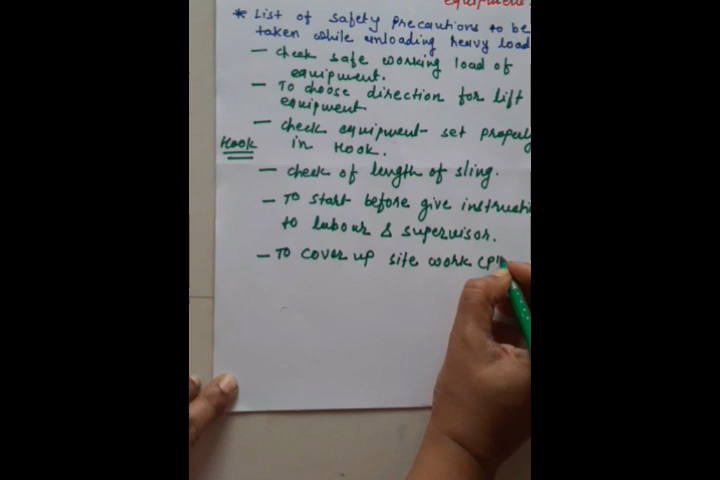 equipment
* List of safety precautions to be
taken while unloading heavy load
- check safe working load of
equipment.
- To choose direction for lift
equipment
- check equipment set properly
Hook
in Hook.
- check of length of sling.
- To start before give instructi
to labour & supervisor.
- To cover up site work